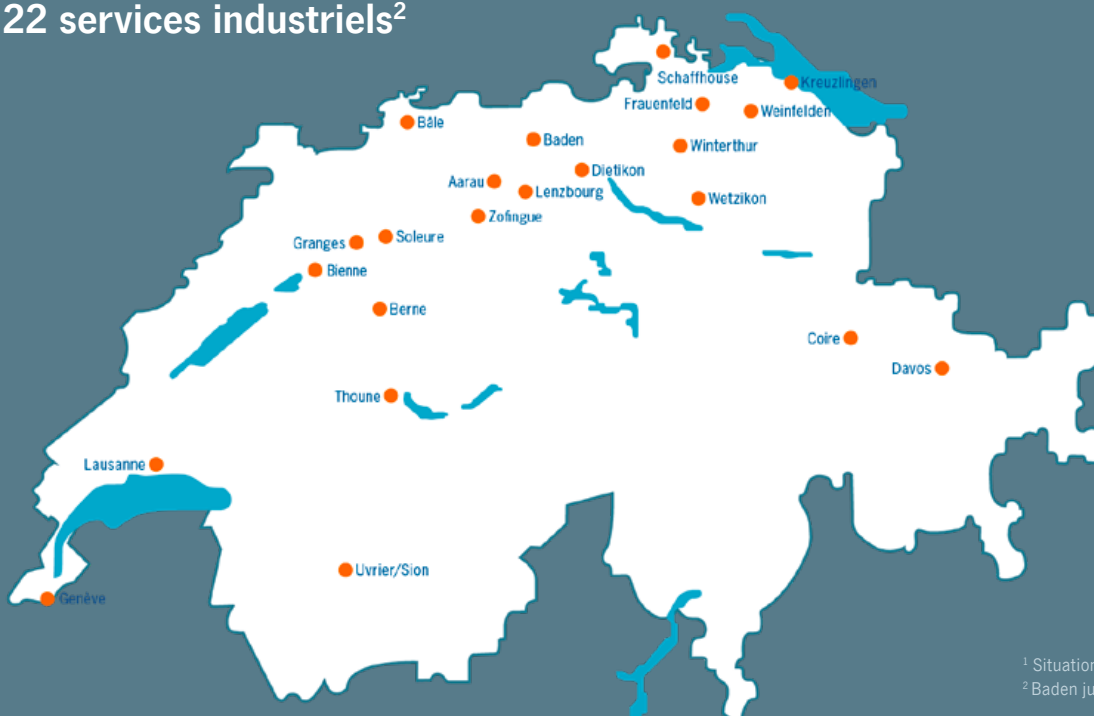 22 services industriels²
Schaffhouse
Kreuzlingen
Frauenfeld
Weinfelden
Bâle
Baden
Winterthur
Dietikon
Aarau
Lenzbourg
Wetzikon
Zofingue
Soleure
Granges
Bienne
Berne
Coire
Davos
Thoune
Lausanne
Uvrier/Sion
Genève
¹ Situation
² Baden